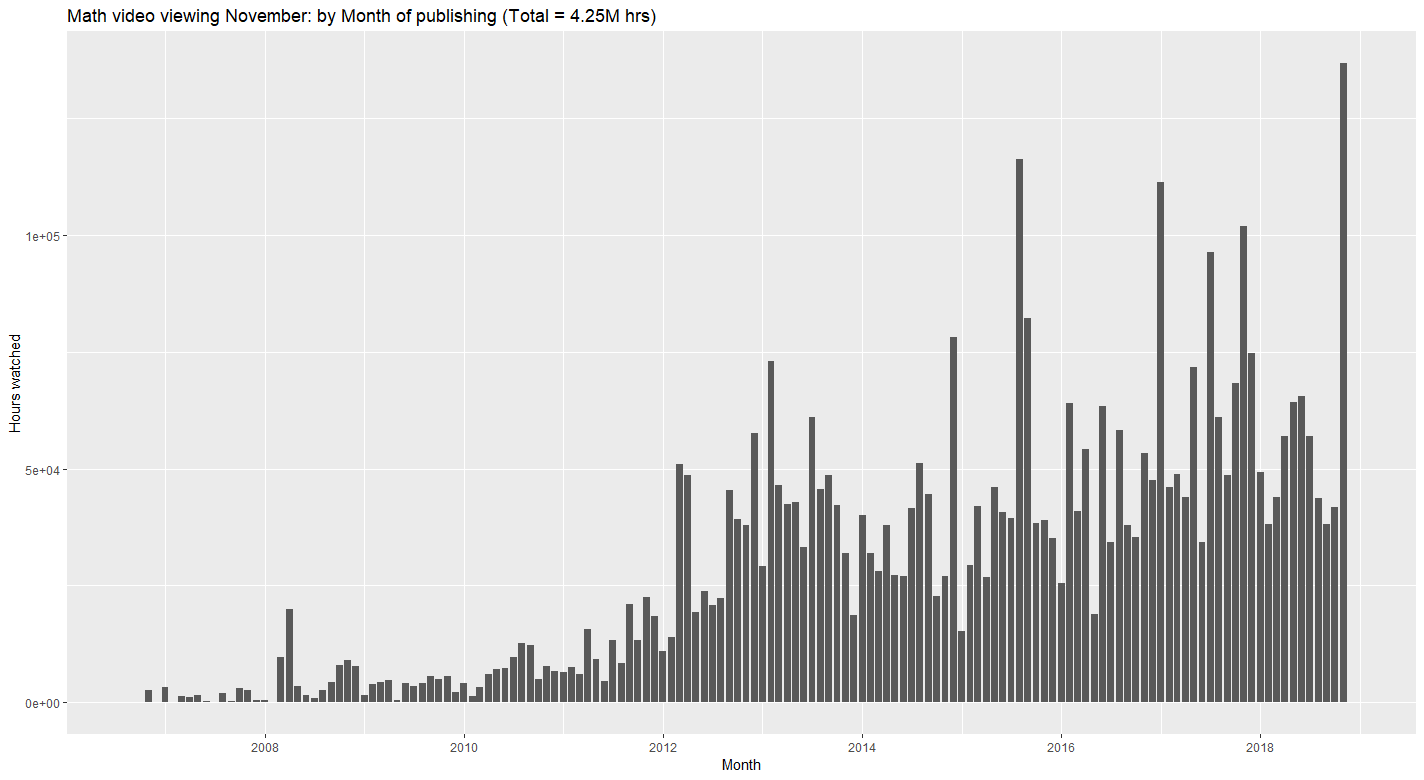 Math video viewing November: by Month of publishing (Total = 4.25M hrs)
Hours watched
1e+05
5e+04
0e+00
2008 2010 2012 2014 2016 2018
Month